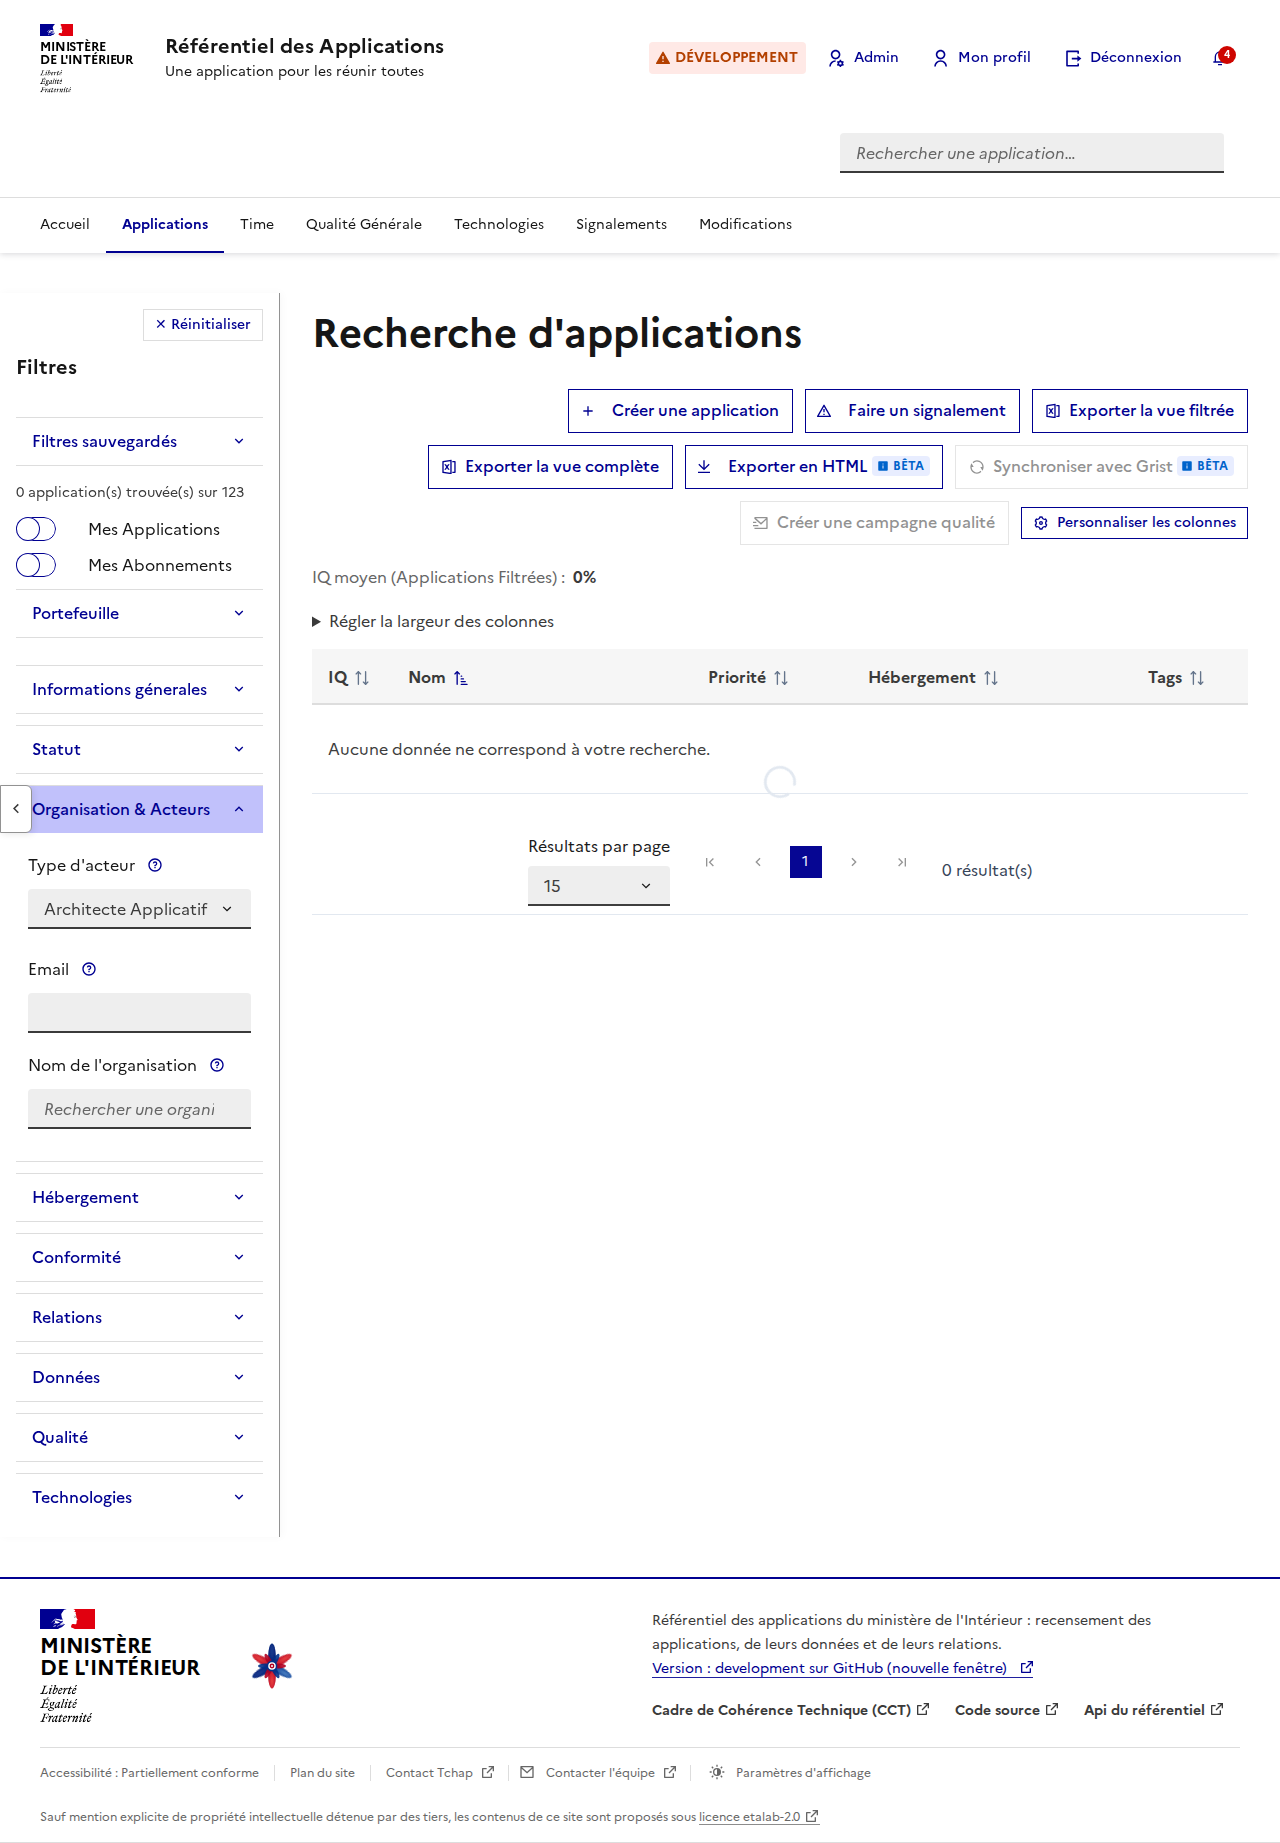 MINISTÈRE
DE L'INTÉRIEUR
Liberté
Égalité
Fraternité
Référentiel des Applications
Une application pour les réunir toutes
DÉVELOPPEMENT
Admin
Mon profil
Déconnexion
4
Rechercher une application...
Accueil
Applications
Time
Qualité Générale
Technologies
Signalements
Modifications
Réinitialiser
Filtres
Filtres sauvegardés
0 application(s) trouvée(s) sur 123
Mes Applications
Mes Abonnements
Portefeuille
Informations génerales
Statut
Organisation & Acteurs
Type d'acteur
Architecte Applicatif
Email
Nom de l'organisation
Rechercher une organi
Hébergement
Conformité
Relations
Données
Qualité
Technologies
Recherche d'applications
Créer une application
Faire un signalement
Exporter la vue filtrée
Exporter la vue complète
Exporter en HTML BÊTA
Synchroniser avec Grist BÊTA
Créer une campagne qualité
Personnaliser les colonnes
IQ moyen (Applications Filtrées) : 0%
Régler la largeur des colonnes
IQ Nom Priorité Hébergement Tags
Aucune donnée ne correspond à votre recherche.
Résultats par page
15
1
0 résultat(s)
MINISTÈRE
DE L'INTÉRIEUR
Liberté
Égalité
Fraternité
Référentiel des applications du ministère de l'Intérieur : recensement des
applications, de leurs données et de leurs relations.
Version : development sur GitHub (nouvelle fenêtre)
Cadre de Cohérence Technique (CCT)
Code source
Api du référentiel
Accessibilité : Partiellement conforme
Plan du site
Contact Tchap
Contacter l'équipe
Paramètres d'affichage
Sauf mention explicite de propriété intellectuelle détenue par des tiers, les contenus de ce site sont proposés sous licence etalab-2.0